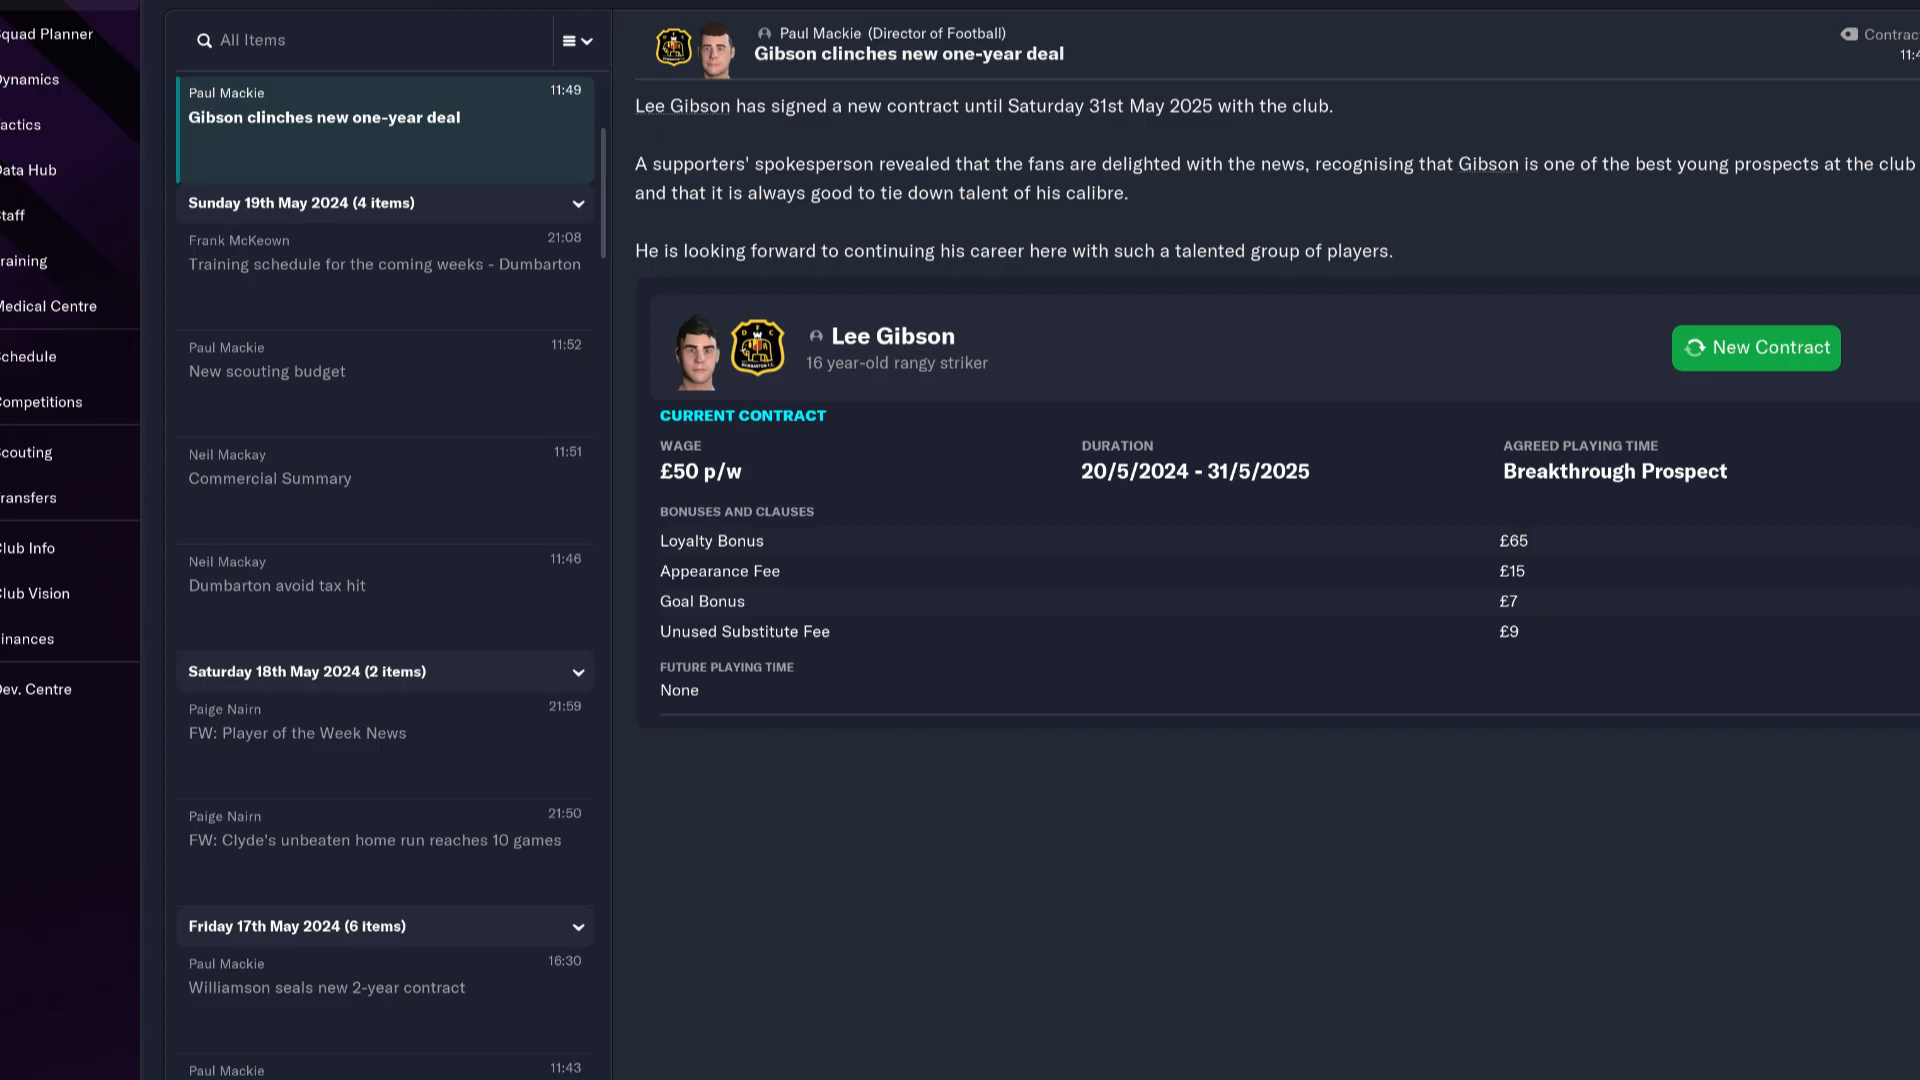 quad Planner
ynamics
actics
ata Hub
taff
raining
edical Centre
chedule
ompetitions
couting
ransfers
lub Info
lub Vision
inances
ev. Centre
All Items
Paul Mackie 11:49
Gibson clinches new one-year deal
Sunday 19th May 2024 (4 items)
Frank McKeown 21:08
Training schedule for the coming weeks - Dumbarton
Paul Mackie 11:52
New scouting budget
Neil Mackay 11:51
Commercial Summary
Neil Mackay 11:46
Dumbarton avoid tax hit
Saturday 18th May 2024 (2 items)
Paige Nairn 21:59
FW: Player of the Week News
Paige Nairn 21:50
FW: Clyde's unbeaten home run reaches 10 games
Friday 17th May 2024 (6 items)
Paul Mackie 16:30
Williamson seals new 2-year contract
Paul Mackie 11:43
Paul Mackie (Director of Football)
Gibson clinches new one-year deal
Contrac
11:4
Lee Gibson has signed a new contract until Saturday 31st May 2025 with the club.
A supporters' spokesperson revealed that the fans are delighted with the news, recognising that Gibson is one of the best young prospects at the club
and that it is always good to tie down talent of his calibre.
He is looking forward to continuing his career here with such a talented group of players.
Lee Gibson
16 year-old rangy striker
New Contract
CURRENT CONTRACT
WAGE DURATION AGREED PLAYING TIME
£50 p/w 20/5/2024 - 31/5/2025 Breakthrough Prospect
BONUSES AND CLAUSES
Loyalty Bonus £65
Appearance Fee £15
Goal Bonus £7
Unused Substitute Fee £9
FUTURE PLAYING TIME
None